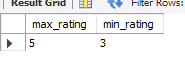 Result Grid Filter Rows:
max_rating min_rating
5 3